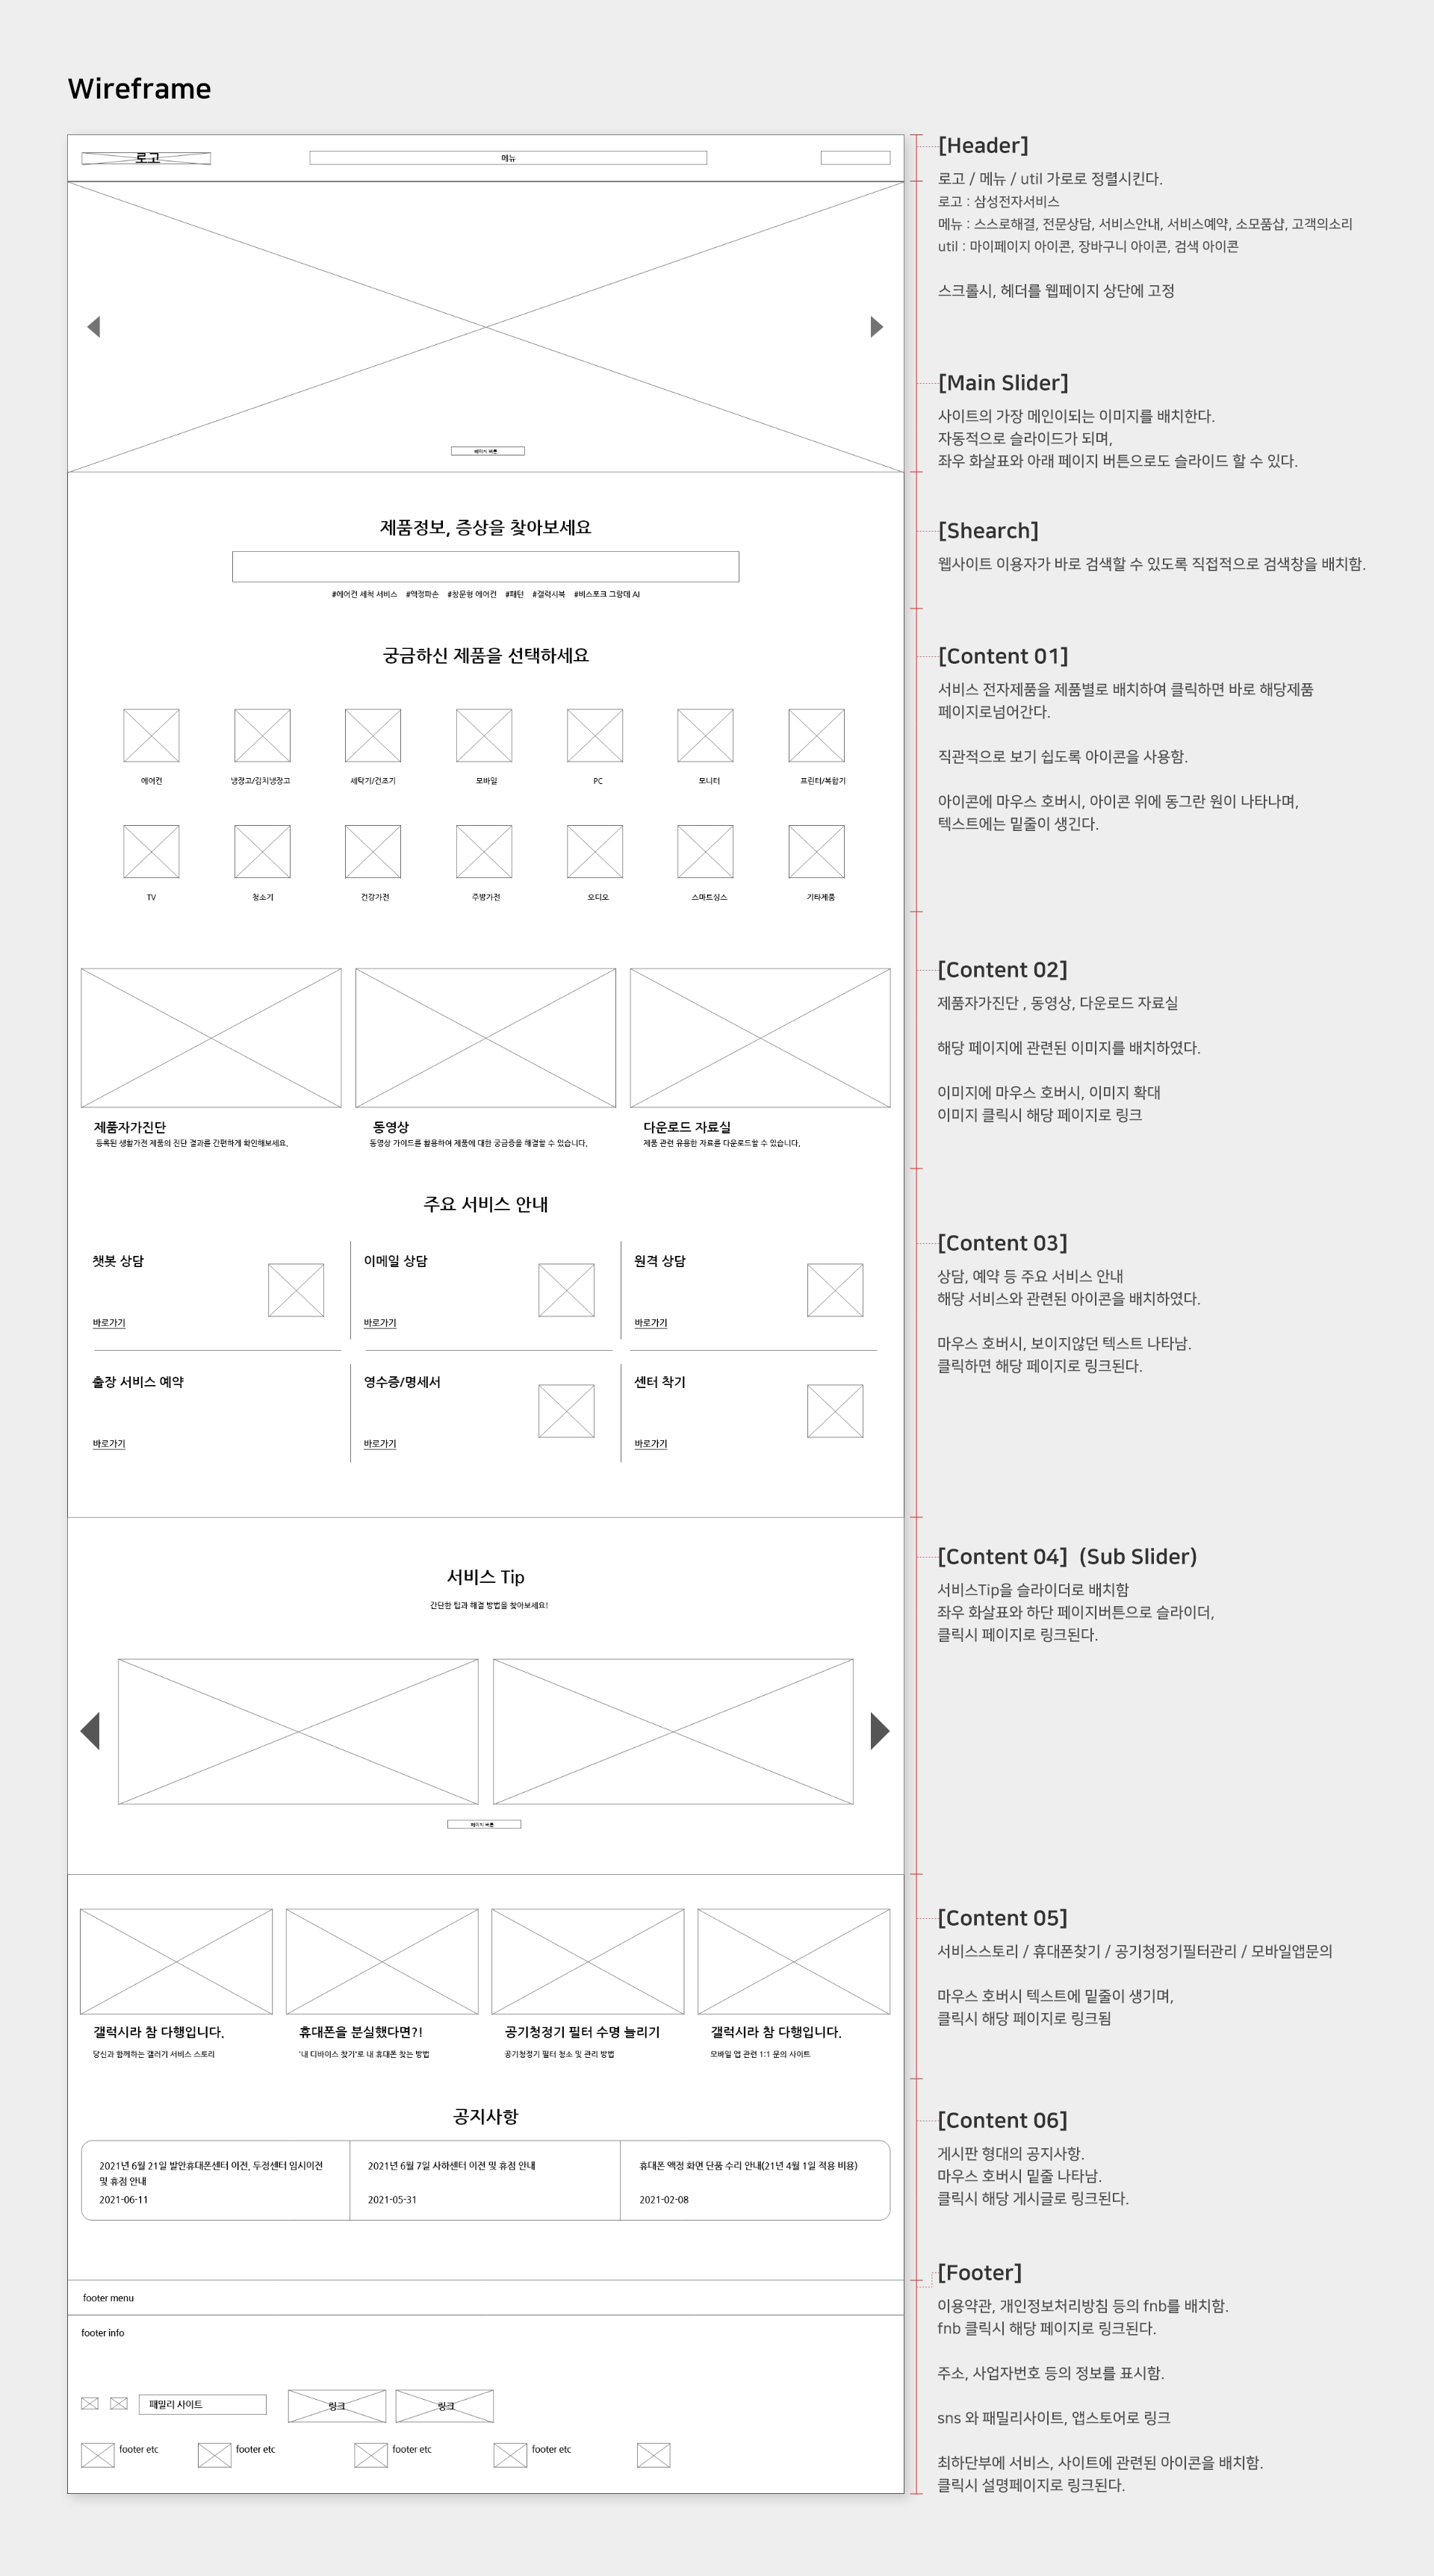 Wireframe
로고
메뉴
페이지 버튼
제품정보, 증상을 찾아보세요
#에어컨 세척 서비스 #액정파손 #창문형 에어컨 #패턴 #갤럭시북 #비스포크 그랑데 AI
궁금하신 제품을 선택하세요
에어컨 냉장고/김치냉장고 세탁기/건조기 모바일 PC 모니터 프린터/복합기
TV 청소기 건강가전 주방가전 오디오 스마트싱스 기타제품
제품자가진단 동영상 다운로드 자료실
등록된 생활가전 제품의 진단 결과를 간편하게 확인해보세요. 동영상 가이드를 활용하여 제품에 대한 궁금증을 해결할 수 있습니다. 제품 관련 유용한 자료를 다운로드할 수 있습니다.
주요 서비스 안내
챗봇 상담 이메일 상담 원격 상담
바로가기 바로가기 바로가기
출장 서비스 예약 영수증/명세서 센터 착기
바로가기 바로가기 바로가기
서비스 Tip
간단한 팁과 해결 방법을 찾아보세요!
페이지 버튼
갤럭시라 참 다행입니다. 휴대폰을 분실했다면?! 공기청정기 필터 수명 늘리기 갤럭시라 참 다행입니다.
당신과 함께하는 갤러기 서비스 스토리 '내 디바이스 찾기'로 내 휴대폰 찾는 방법 공기청정기 필터 청소 및 관리 방법 모바일 앱 관련 1:1 문의 사이트
공지사항
2021년 6월 21일 발안휴대폰센터 이전, 두정센터 임시이전
및 휴점 안내
2021-06-11
2021년 6월 7일 사하센터 이전 및 휴점 안내
2021-05-31
휴대폰 액정 화면 단품 수리 안내(21년 4월 1일 적용 비용)
2021-02-08
footer menu
footer info
패밀리 사이트 링크 링크
footer etc footer etc footer etc footer etc
[Header]
로고 / 메뉴 / util 가로로 정렬시킨다.
로고 : 삼성전자서비스
메뉴 : 스스로해결, 전문상담, 서비스안내, 서비스예약, 소모품샵, 고객의소리
util : 마이페이지 아이콘, 장바구니 아이콘, 검색 아이콘
스크롤시, 헤더를 웹페이지 상단에 고정
[Main Slider]
사이트의 가장 메인이되는 이미지를 배치한다.
자동적으로 슬라이드가 되며,
좌우 화살표와 아래 페이지 버튼으로도 슬라이드 할 수 있다.
[Shearch]
웹사이트 이용자가 바로 검색할 수 있도록 직접적으로 검색창을 배치함.
[Content 01]
서비스 전자제품을 제품별로 배치하여 클릭하면 바로 해당제품
페이지로넘어간다.
직관적으로 보기 쉽도록 아이콘을 사용함.
아이콘에 마우스 호버시, 아이콘 위에 동그란 원이 나타나며,
텍스트에는 밑줄이 생긴다.
[Content 02]
제품자가진단 , 동영상, 다운로드 자료실
해당 페이지에 관련된 이미지를 배치하였다.
이미지에 마우스 호버시, 이미지 확대
이미지 클릭시 해당 페이지로 링크
[Content 03]
상담, 예약 등 주요 서비스 안내
해당 서비스와 관련된 아이콘을 배치하였다.
마우스 호버시, 보이지않던 텍스트 나타남.
클릭하면 해당 페이지로 링크된다.
[Content 04] (Sub Slider)
서비스Tip을 슬라이더로 배치함
좌우 화살표와 하단 페이지버튼으로 슬라이더,
클릭시 페이지로 링크된다.
[Content 05]
서비스스토리 / 휴대폰찾기 / 공기청정기필터관리 / 모바일앱문의
마우스 호버시 텍스트에 밑줄이 생기며,
클릭시 해당 페이지로 링크됨
[Content 06]
게시판 형태의 공지사항.
마우스 호버시 밑줄 나타남.
클릭시 해당 게시글로 링크된다.
[Footer]
이용약관, 개인정보처리방침 등의 fnb를 배치함.
fnb 클릭시 해당 페이지로 링크된다.
주소, 사업자번호 등의 정보를 표시함.
sns 와 패밀리사이트, 앱스토어로 링크
최하단부에 서비스, 사이트에 관련된 아이콘을 배치함.
클릭시 설명페이지로 링크된다.